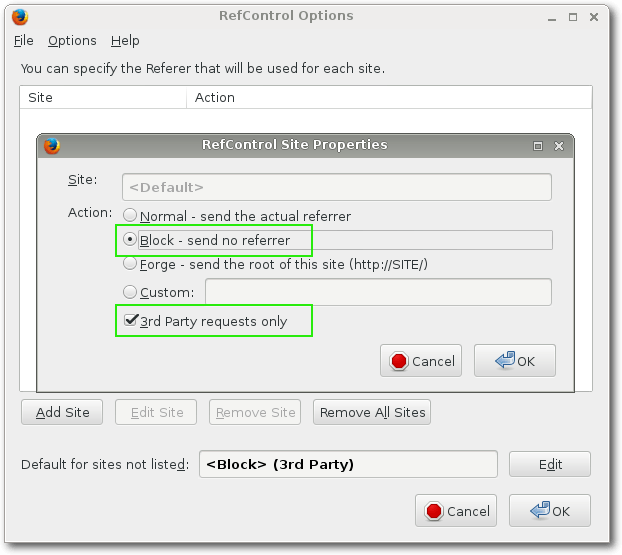 RefControl Options
File Options Help
You can specify the Referer that will be used for each site.
Site Action
RefControl Site Properties
Site: <Default>
Action: Normal - send the actual referrer
Block - send no referrer
Forge - send the root of this site (http://SITE/)
Custom:
3rd Party requests only
Cancel OK
Add Site Edit Site Remove Site Remove All Sites
Default for sites not listed: <Block> (3rd Party) Edit
Cancel OK